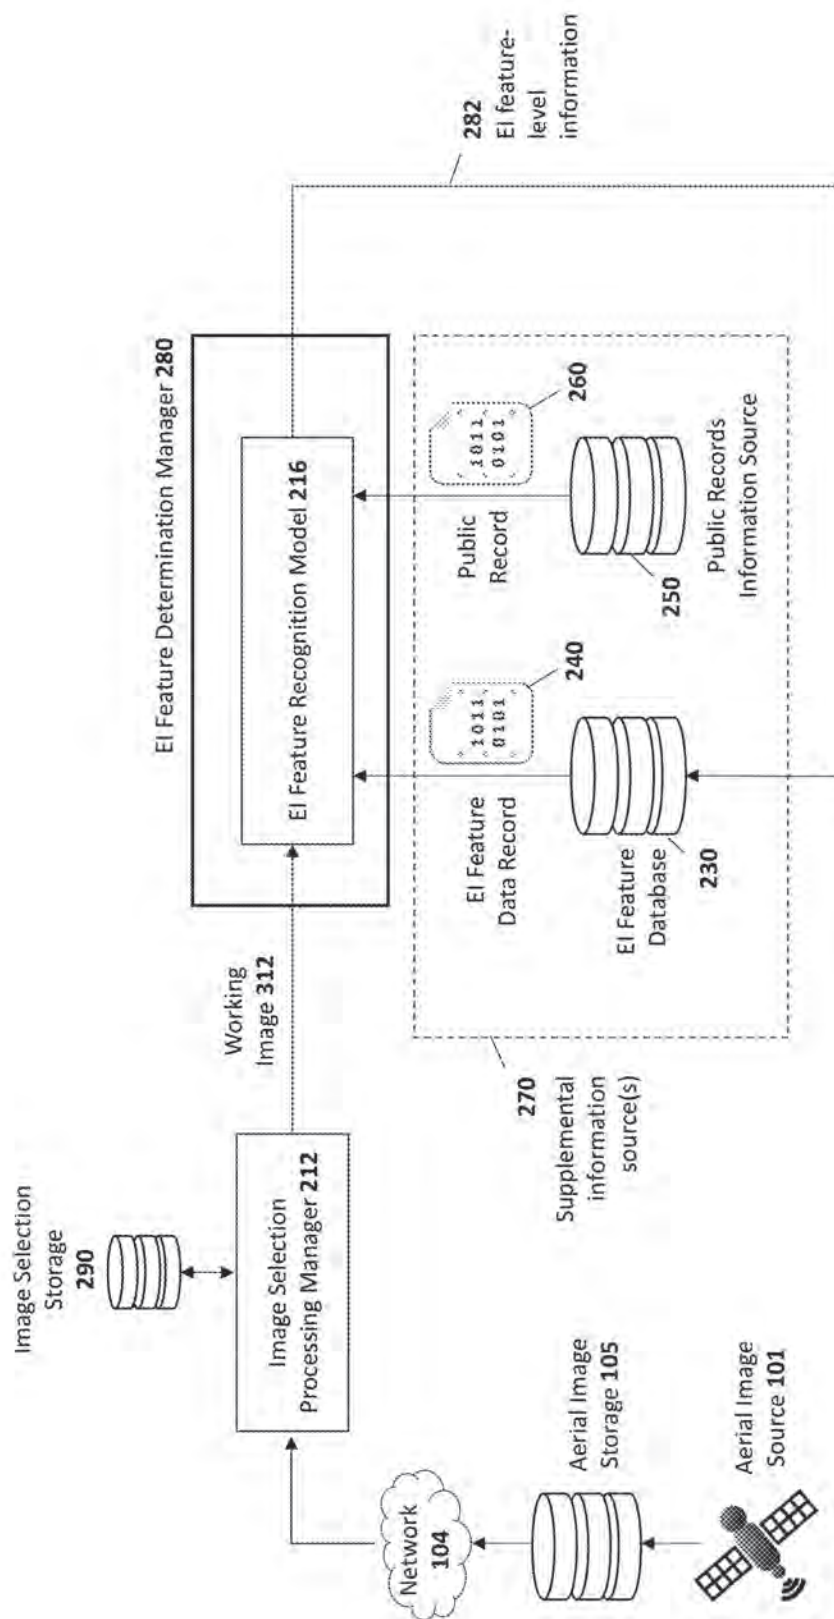 Image Selection
Storage
290
Image Selection
Processing Manager 212
Network
104
Aerial Image
Storage 105
Aerial Image
Source 101
Working
Image 312
EI Feature Determination Manager 280
EI Feature Recognition Model 216
EI Feature
Data Record
1011
0101
240
Public
Record
1011
0101
260
EI Feature
Database
230
250
Public Records
Information Source
270
Supplemental
information
source(s)
282
EI feature-
level
information